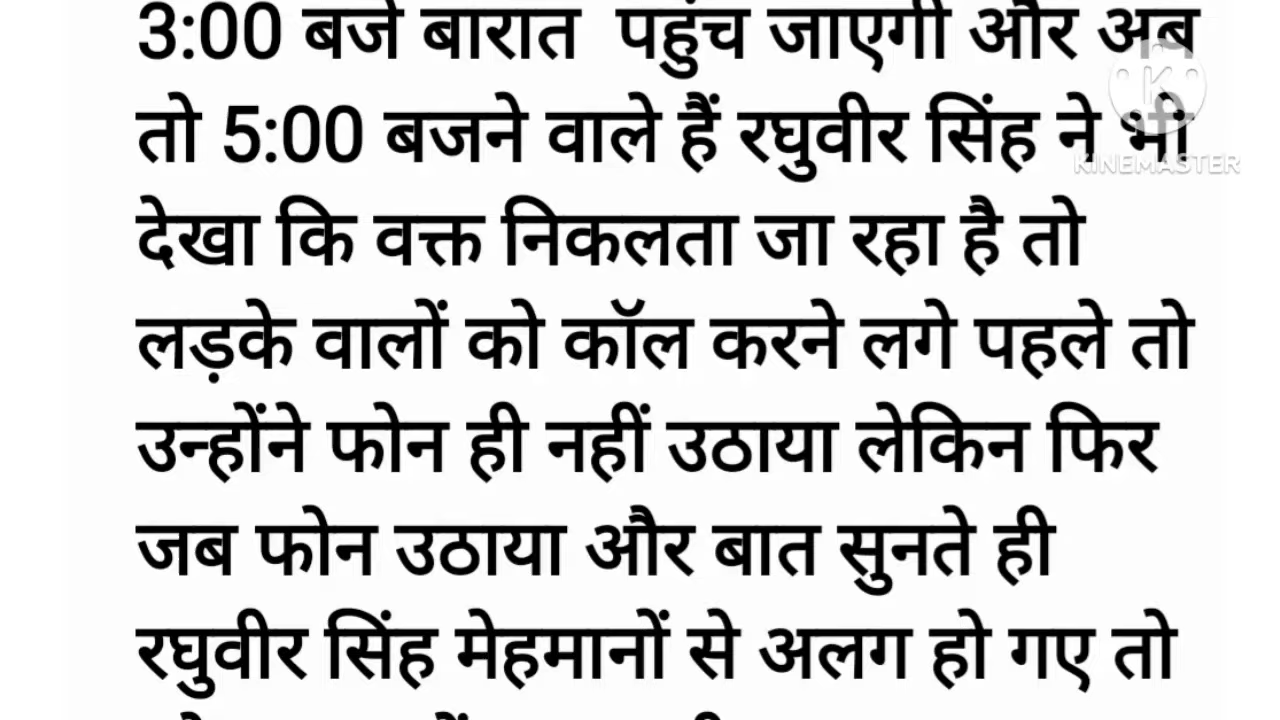 3:00 बजे बारात पहुंच जाएगी और अब
तो 5:00 बजने वाले हैं रघुवीर सिंह ने भी
KINEMASTER
देखा कि वक्त निकलता जा रहा है तो
लड़के वालों को कॉल करने लगे पहले तो
उन्होंने फोन ही नहीं उठाया लेकिन फिर
जब फोन उठाया और बात सुनते ही
रघुवीर सिंह मेहमानों से अलग हो गए तो